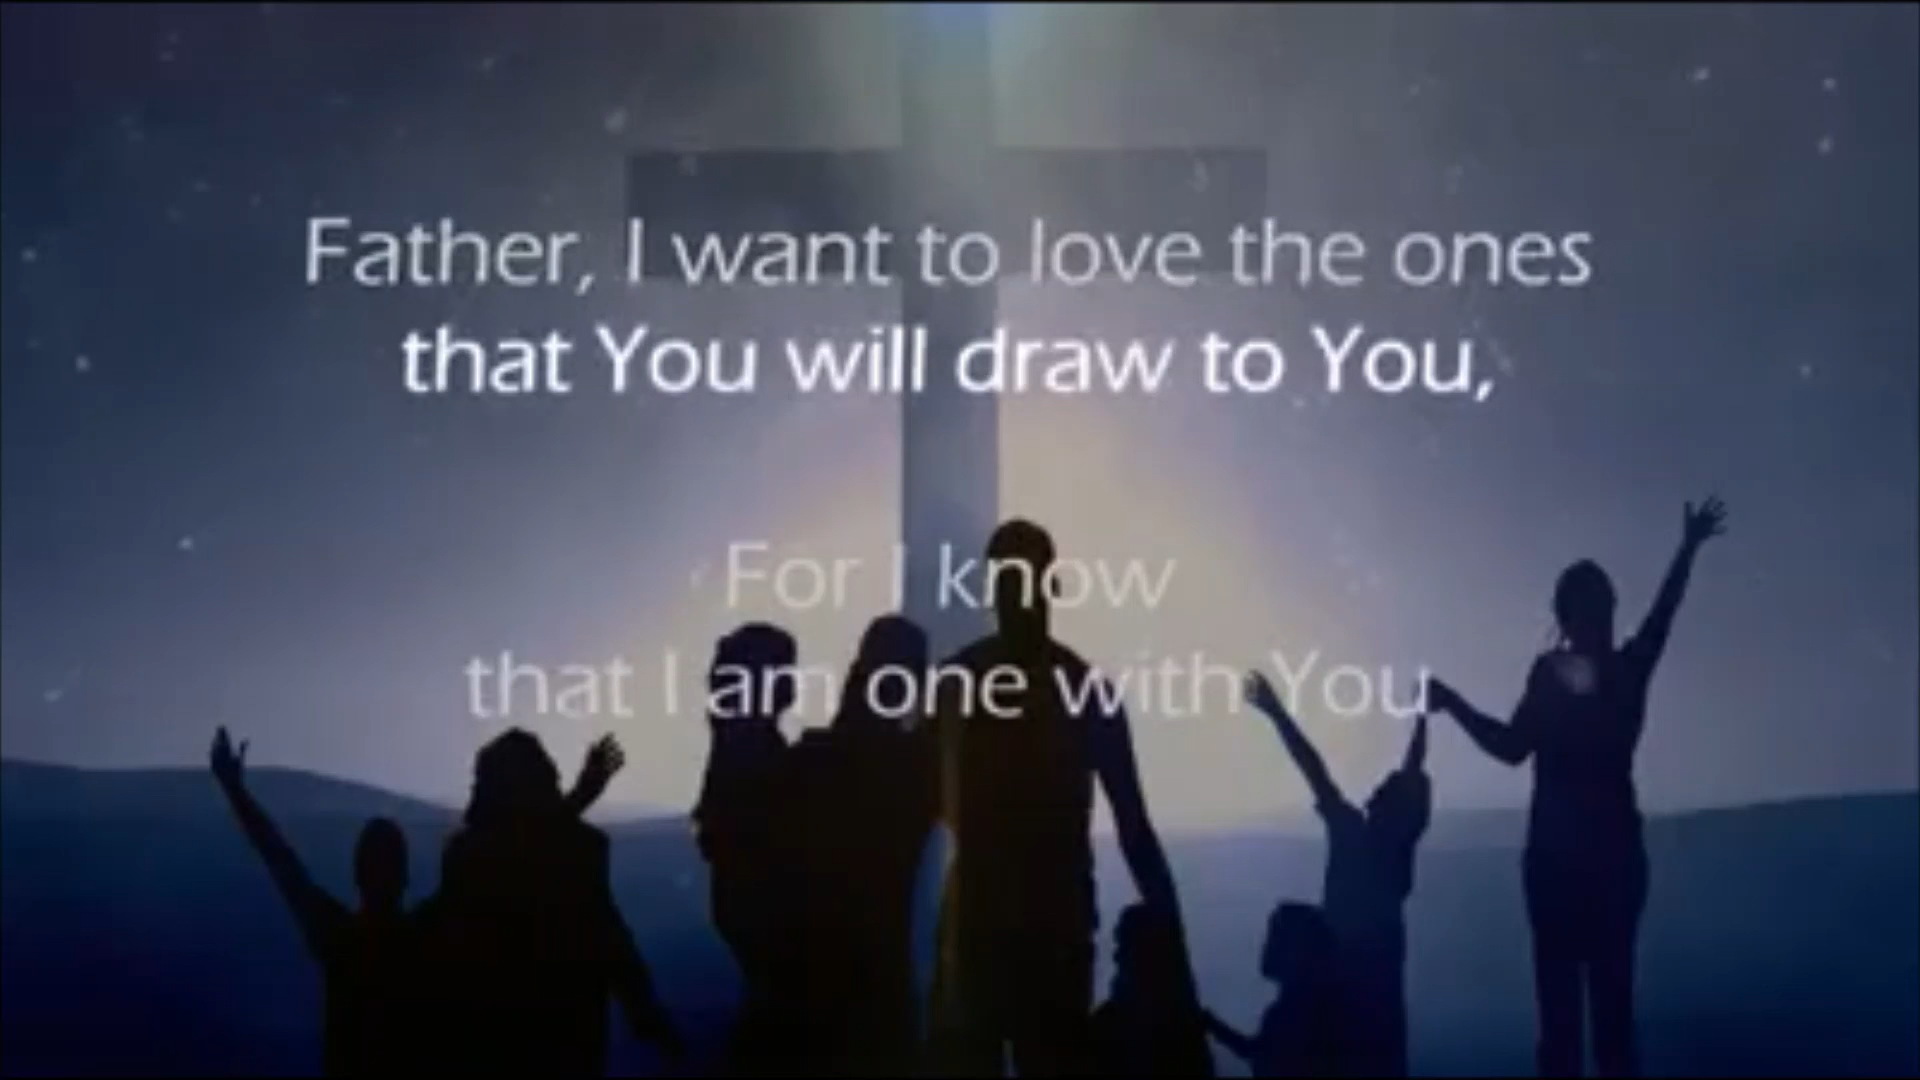 Father, I want to love the ones
that You will draw to You,
For I know
that I am one with You